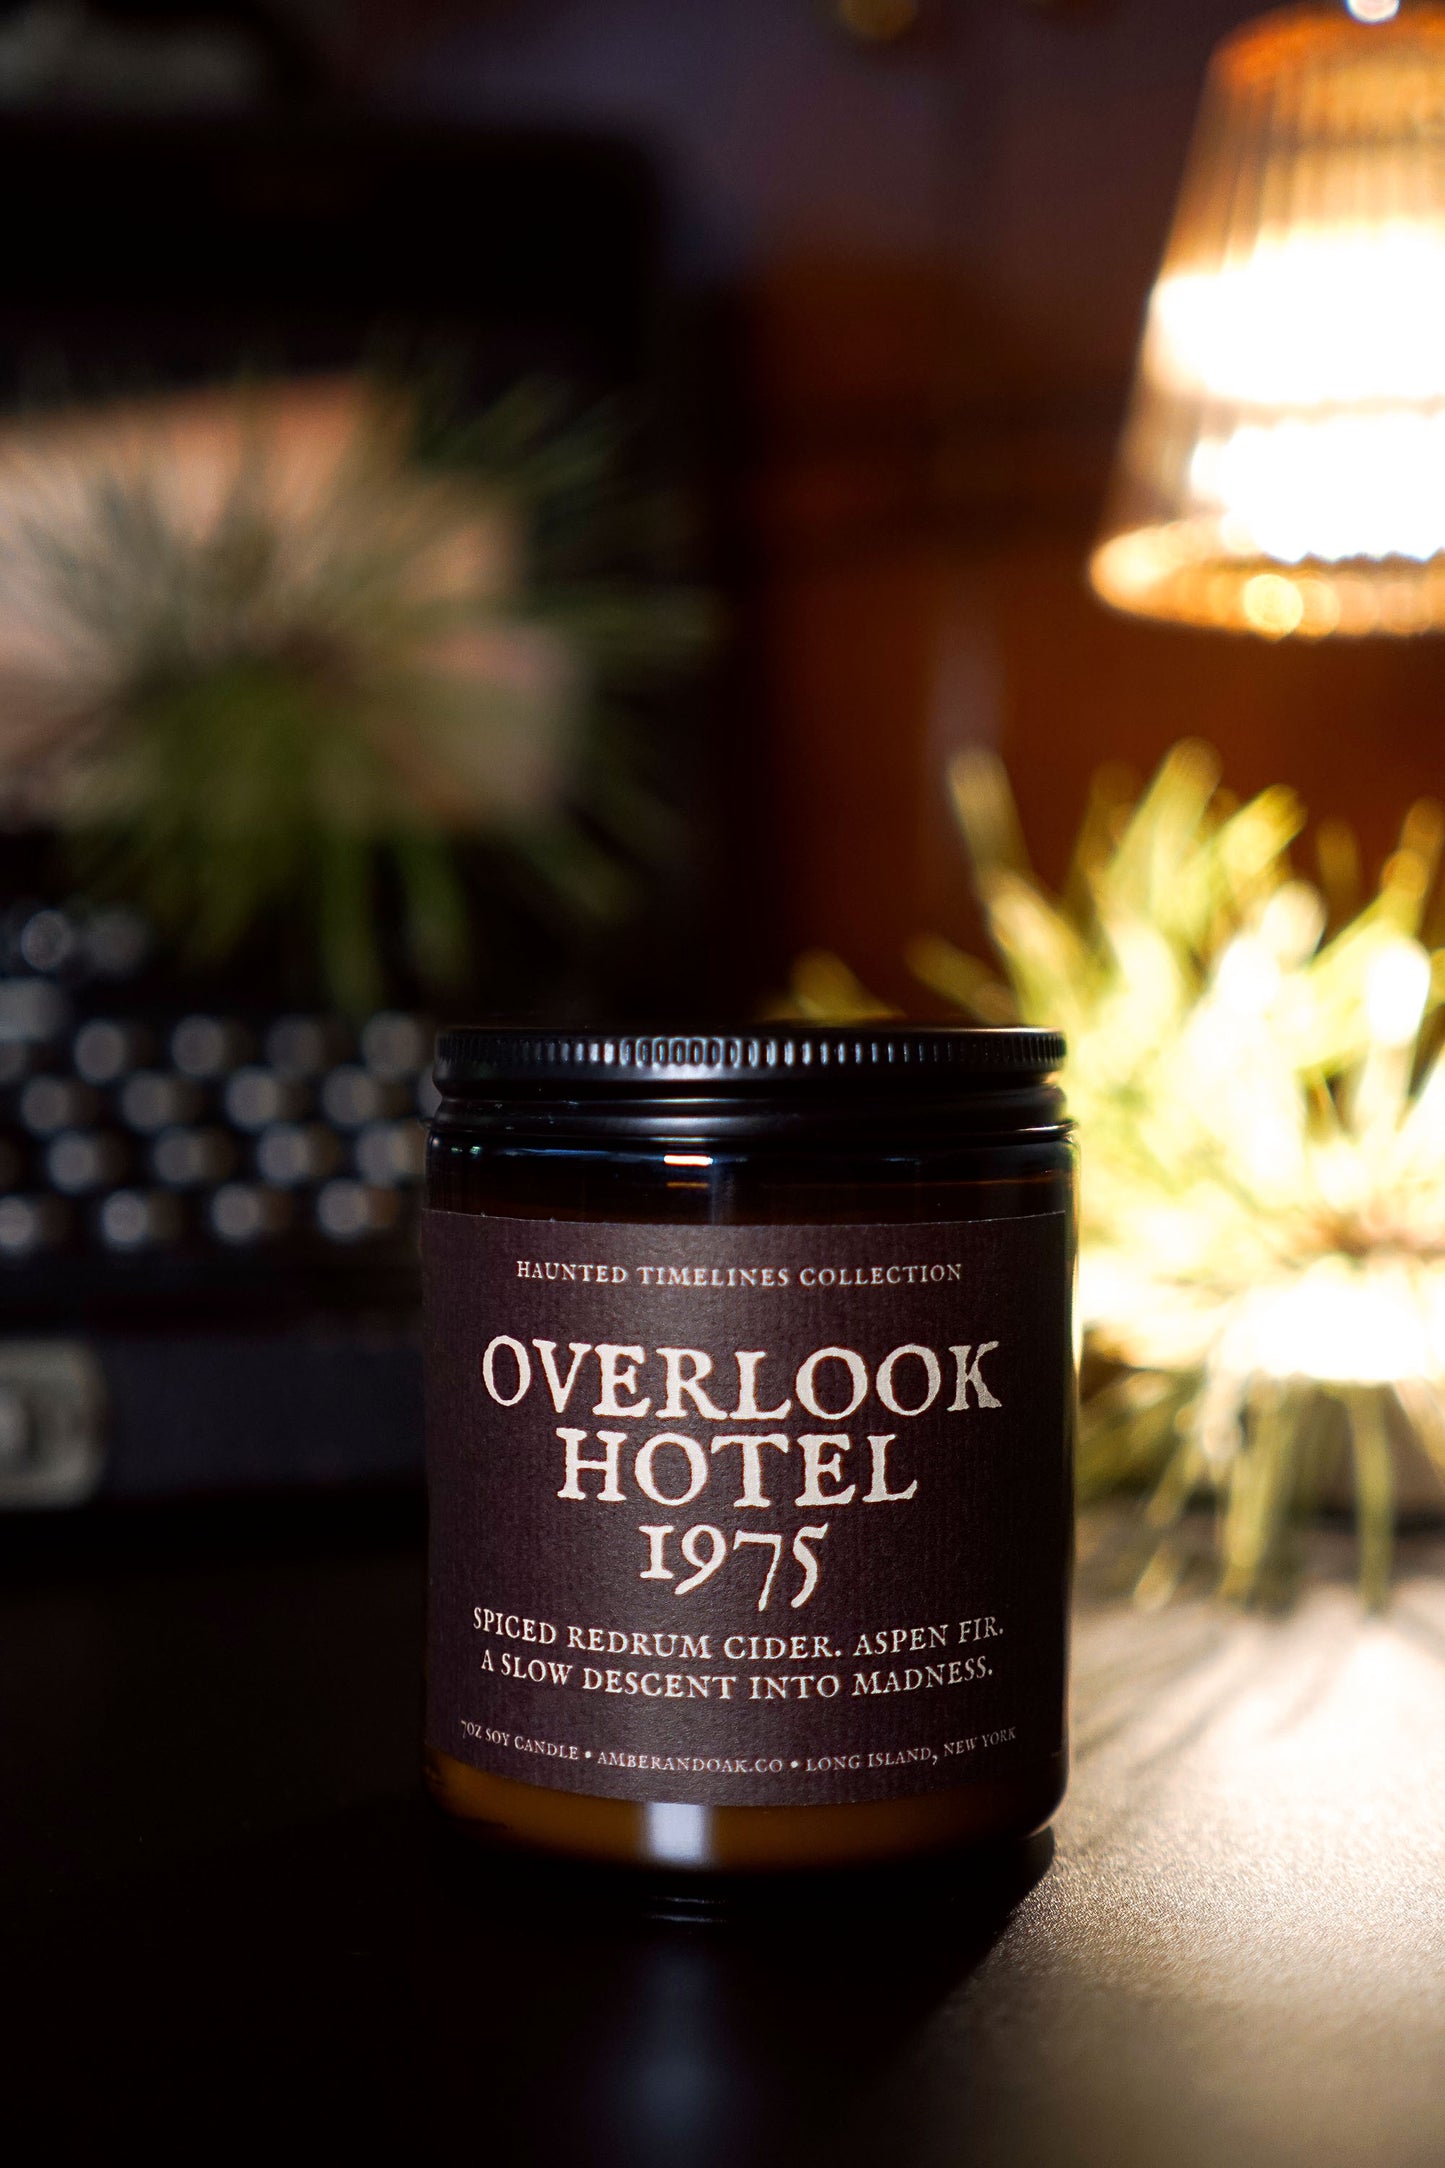 HAUNTED TIMELINES COLLECTION
OVERLOOK
HOTEL
1975
SPICED REDRUM CIDER. ASPEN FIR.
A SLOW DESCENT INTO MADNESS.
7OZ SOY CANDLE • AMBERANDOAK.CO • LONG ISLAND, NEW YORK